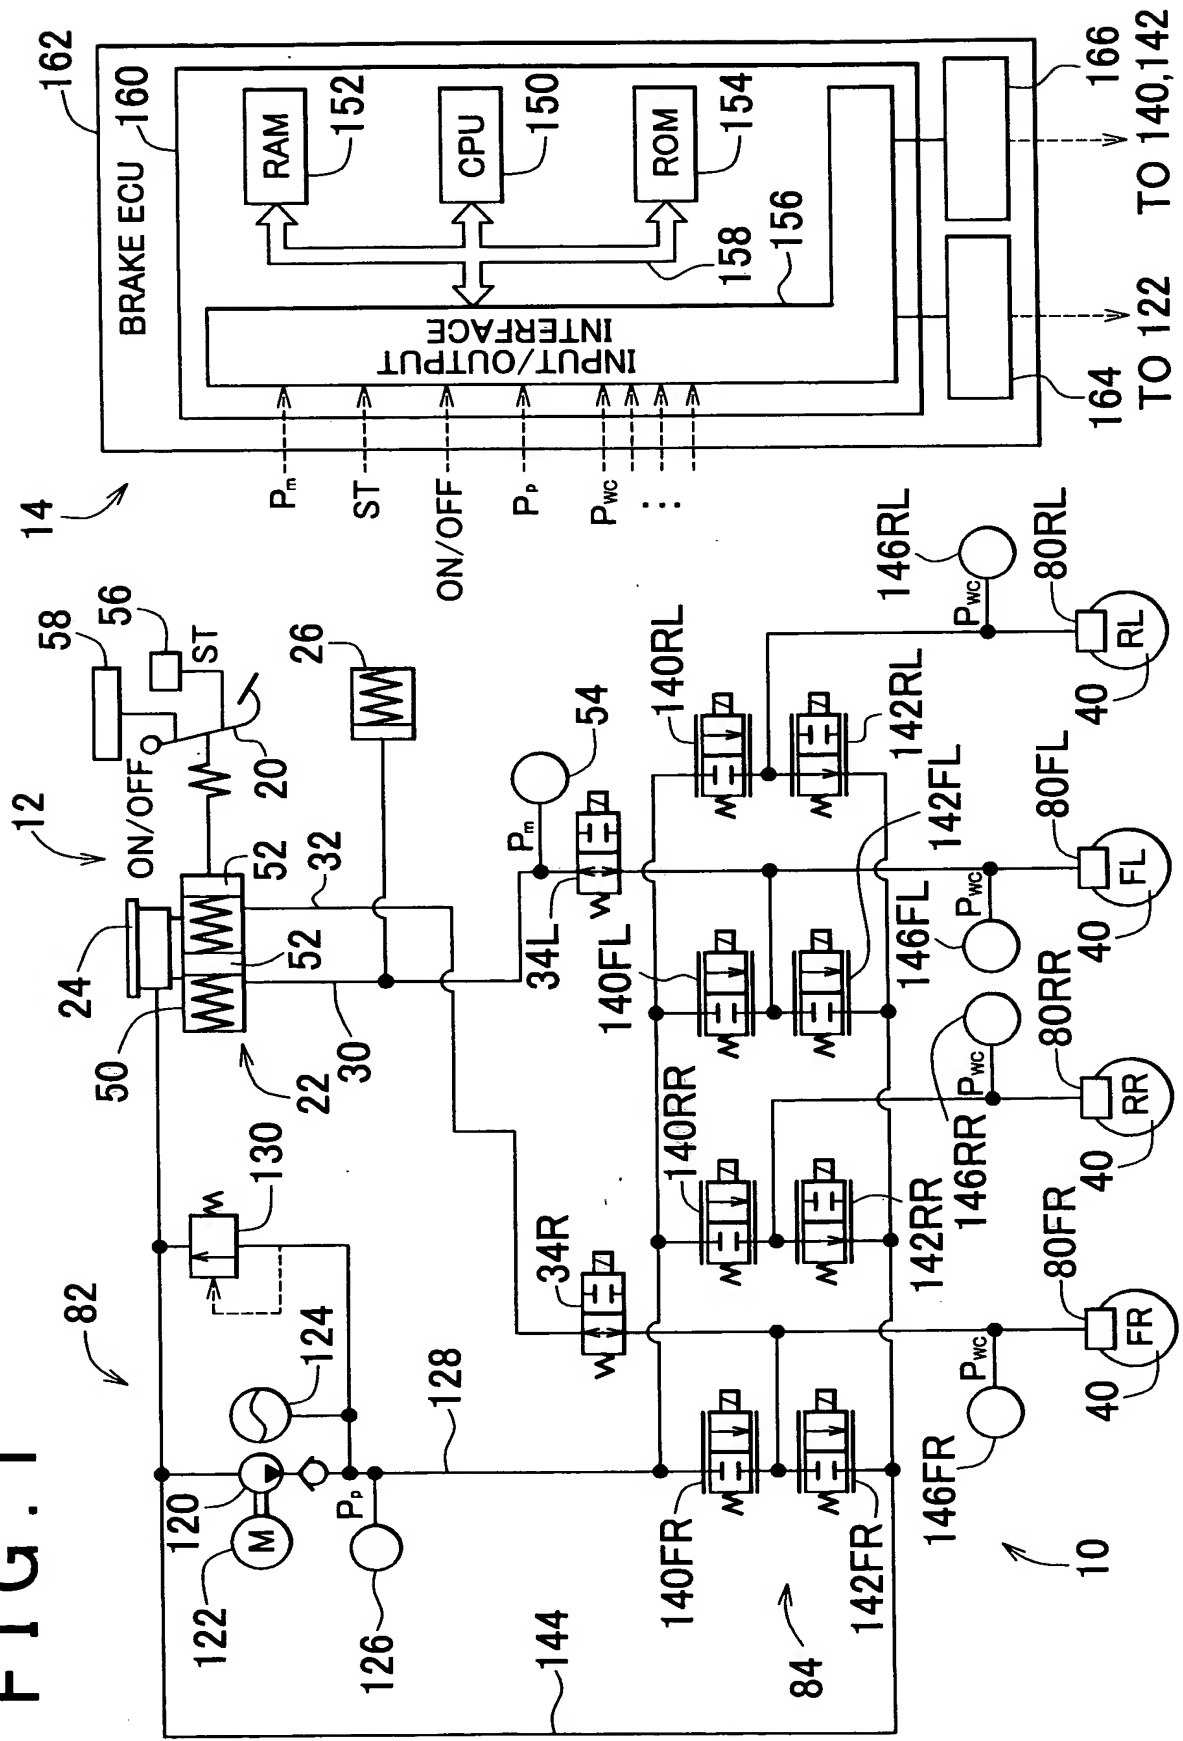 FIG. 1
82
12
14
58
56
162
160
BRAKE ECU
RAM
152
CPU
150
ROM
154
158
156
INPUT/OUTPUT
INTERFACE
Pm
ST
ON/OFF
Pp
PWC
⋮
164
166
TO 122
TO 140,142
ST
ON/OFF
20
24
50
52
52
22
30
32
26
130
124
120
122
M
Pp
126
128
144
34R
34L
Pm
54
84
140FR
142FR
140RR
142RR
140FL
142FL
140RL
142RL
146FR
PWC
80FR
FR
40
146RR
PWC
80RR
RR
40
146FL
PWC
80FL
FL
40
146RL
PWC
80RL
RL
40
10